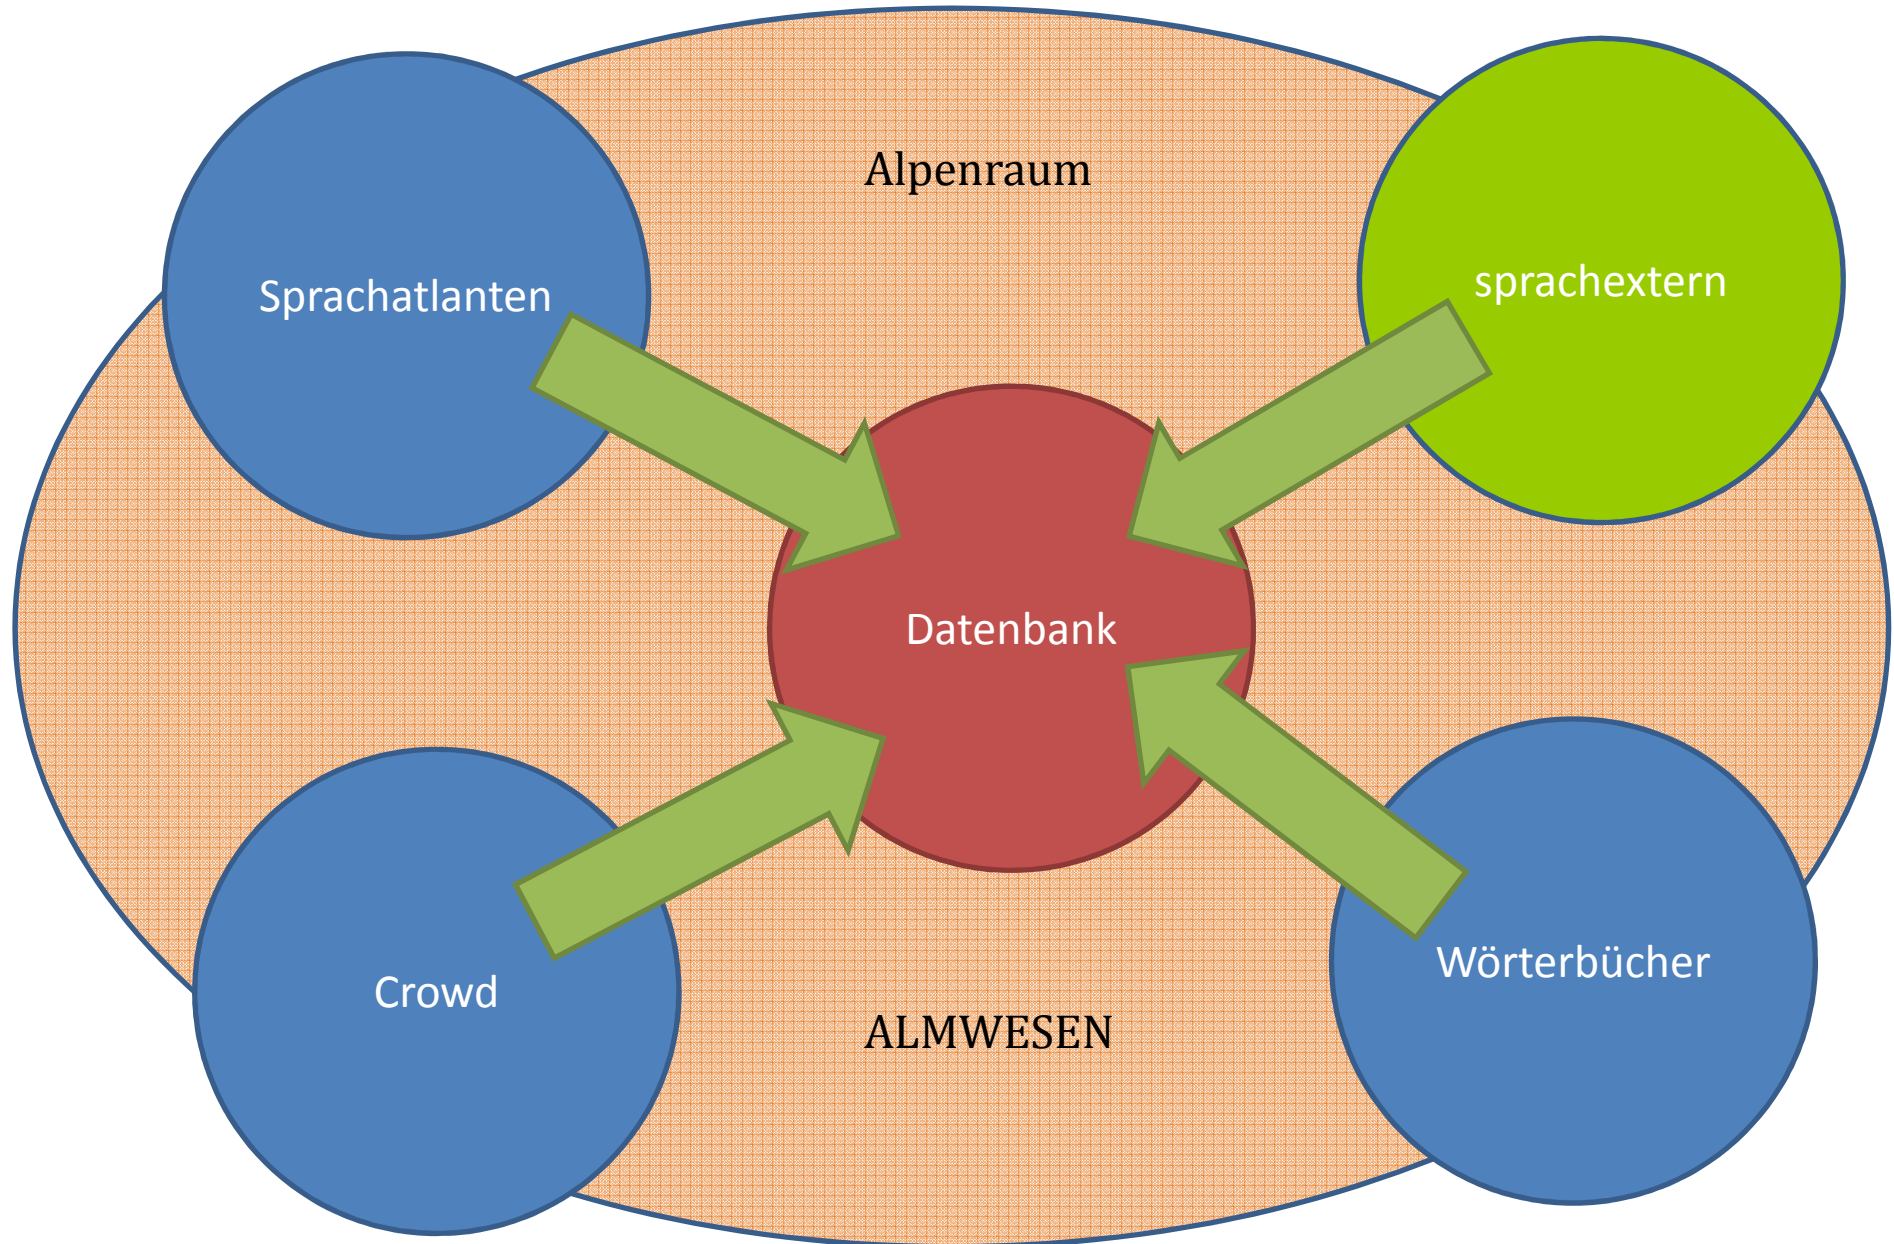 Alpenraum
Sprachatlanten
sprachextern
Datenbank
Crowd
Wörterbücher
ALMWESEN